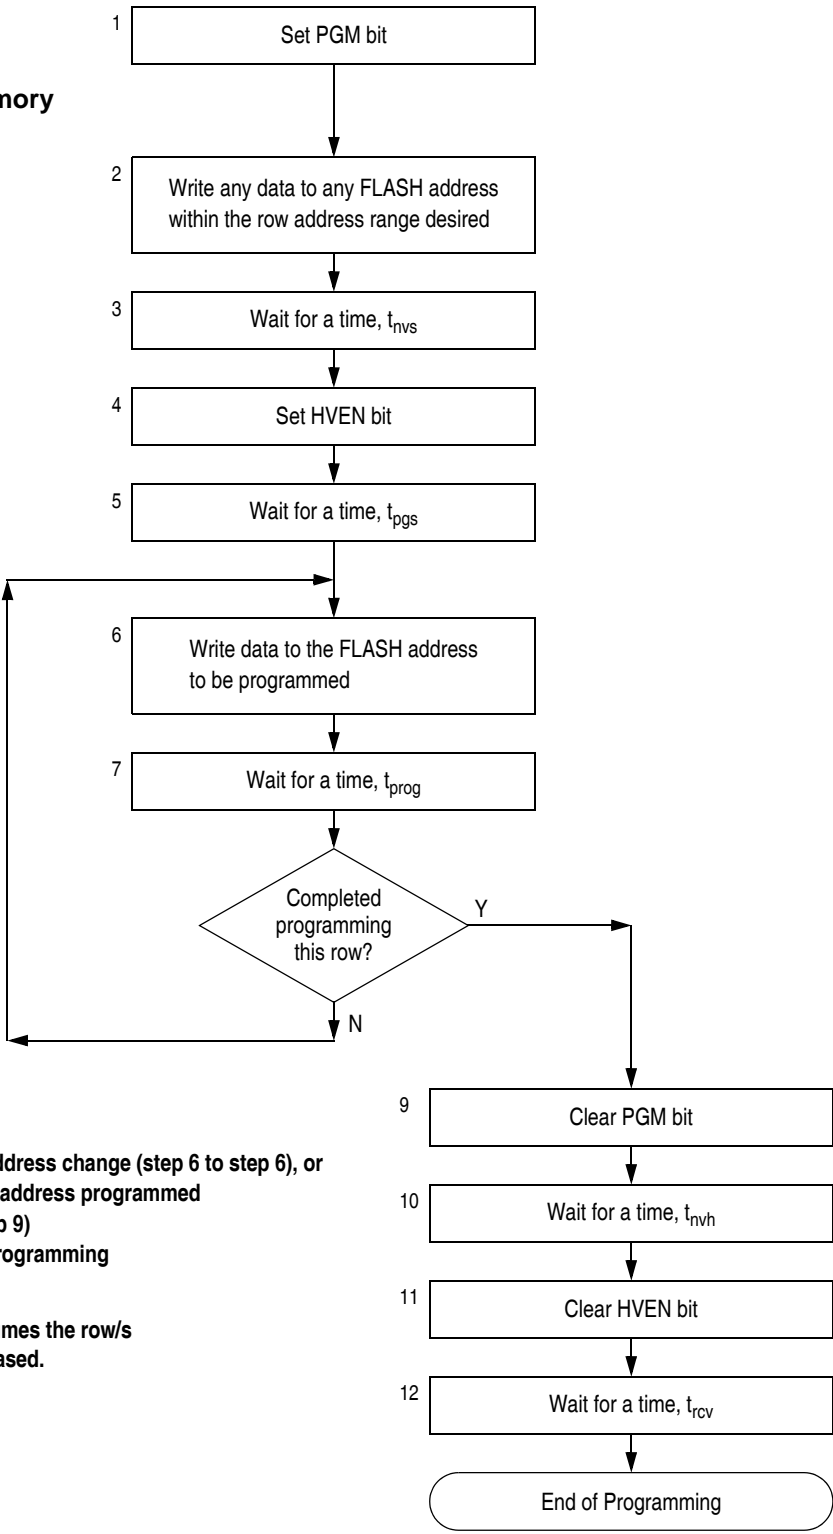 1
Set PGM bit
mory
2
Write any data to any FLASH address
within the row address range desired
3
Wait for a time, tnvs
4
Set HVEN bit
5
Wait for a time, tpgs
6
Write data to the FLASH address
to be programmed
7
Wait for a time, tprog
Completed
programming
this row?
Y
N
9
Clear PGM bit
ddress change (step 6 to step 6), or
address programmed
p 9)
rogramming
10
Wait for a time, tnvh
11
Clear HVEN bit
mes the row/s
ased.
12
Wait for a time, trcv
End of Programming